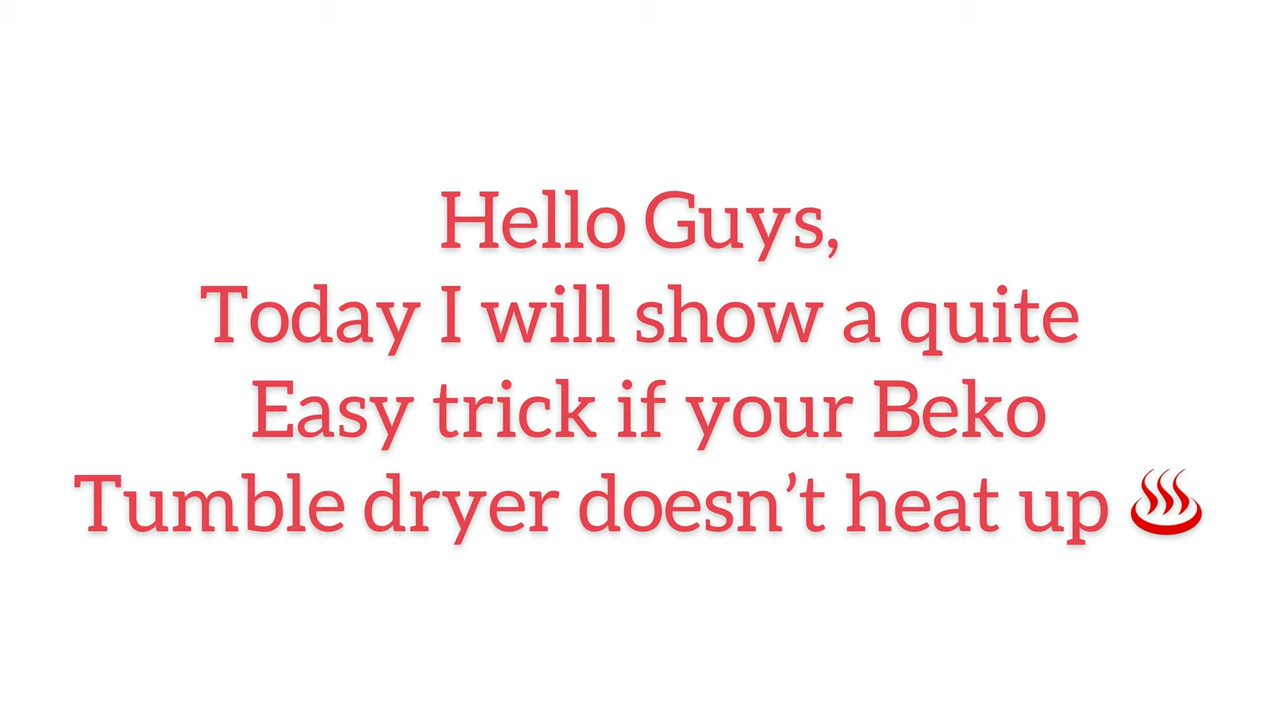 Hello Guys,
Today I will show a quite
Easy trick if your Beko
Tumble dryer doesn’t heat up ♨️